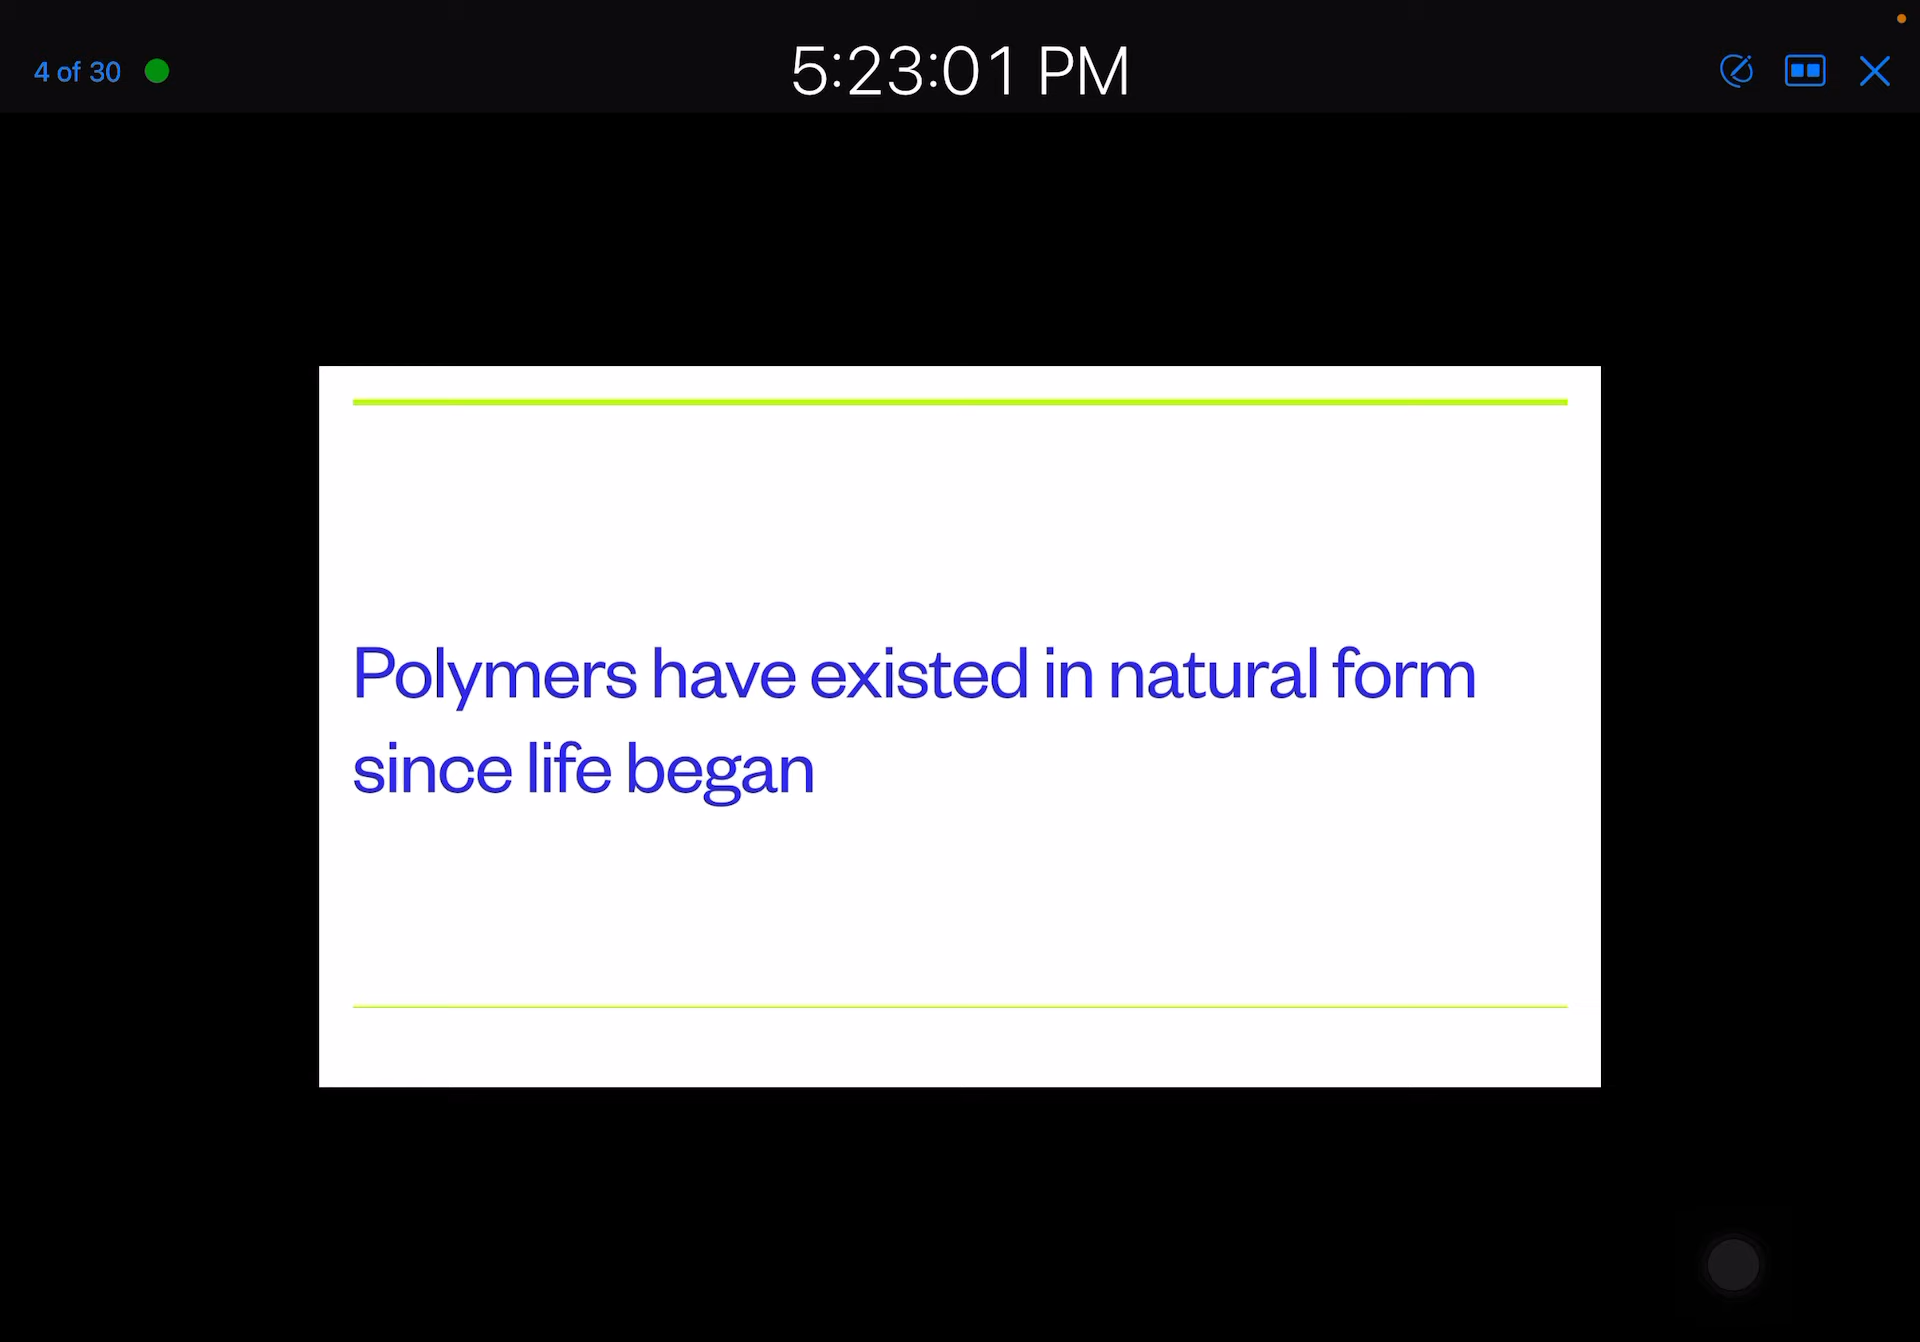 4 of 30
5:23:01 PM
Polymers have existed in natural form
since life began